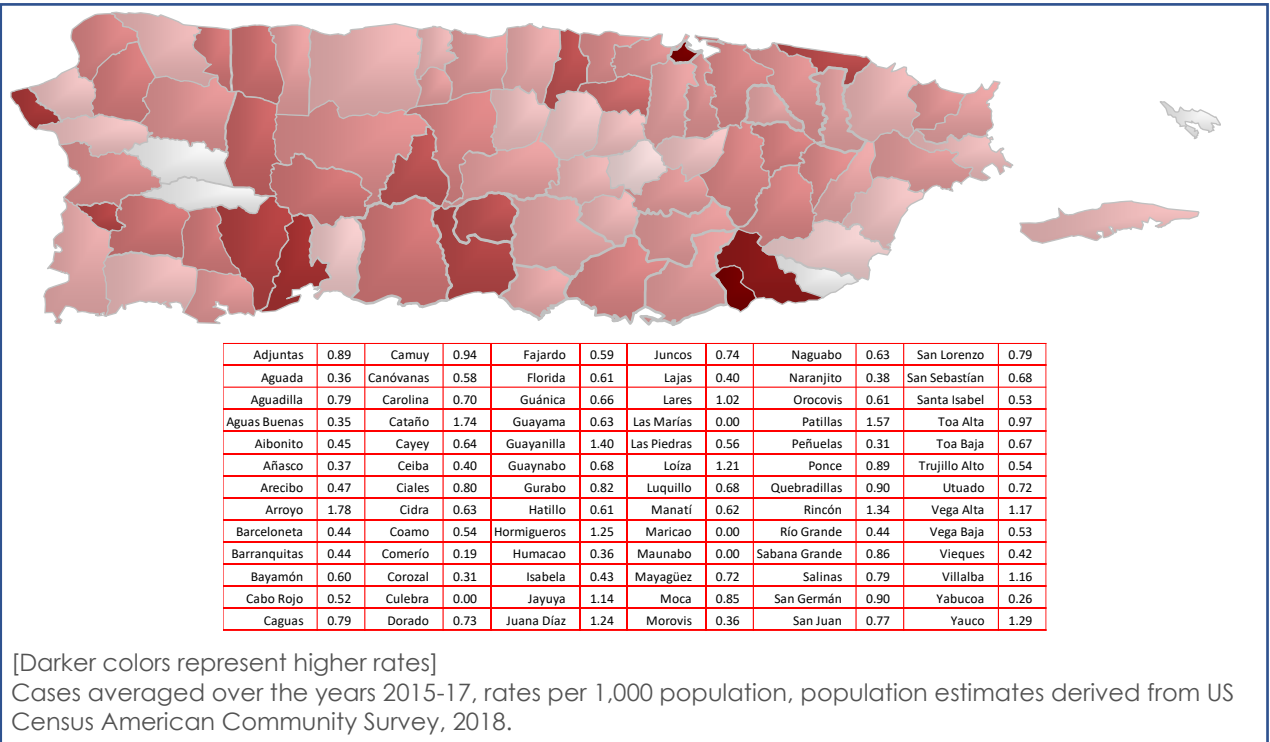 Adjuntas 0.89 Camuy 0.94 Fajardo 0.59 Juncos 0.74 Naguabo 0.63 San Lorenzo 0.79
Aguada 0.36 Canóvanas 0.58 Florida 0.61 Lajas 0.40 Naranjito 0.38 San Sebastían 0.68
Aguadilla 0.79 Carolina 0.70 Guánica 0.66 Lares 1.02 Orocovis 0.61 Santa Isabel 0.53
Aguas Buenas 0.35 Cataño 1.74 Guayama 0.63 Las Marías 0.00 Patillas 1.57 Toa Alta 0.97
Aibonito 0.45 Cayey 0.64 Guayanilla 1.40 Las Piedras 0.56 Peñuelas 0.31 Toa Baja 0.67
Añasco 0.37 Ceiba 0.40 Guaynabo 0.68 Loíza 1.21 Ponce 0.89 Trujillo Alto 0.54
Arecibo 0.47 Ciales 0.80 Gurabo 0.82 Luquillo 0.68 Quebradillas 0.90 Utuado 0.72
Arroyo 1.78 Cidra 0.63 Hatillo 0.61 Manatí 0.62 Rincón 1.34 Vega Alta 1.17
Barceloneta 0.44 Coamo 0.54 Hormigueros 1.25 Maricao 0.00 Río Grande 0.44 Vega Baja 0.53
Barranquitas 0.44 Comerío 0.19 Humacao 0.36 Maunabo 0.00 Sabana Grande 0.86 Vieques 0.42
Bayamón 0.60 Corozal 0.31 Isabela 0.43 Mayagüez 0.72 Salinas 0.79 Villalba 1.16
Cabo Rojo 0.52 Culebra 0.00 Jayuya 1.14 Moca 0.85 San Germán 0.90 Yabucoa 0.26
Caguas 0.79 Dorado 0.73 Juana Díaz 1.24 Morovis 0.36 San Juan 0.77 Yauco 1.29
[Darker colors represent higher rates]
Cases averaged over the years 2015-17, rates per 1,000 population, population estimates derived from US
Census American Community Survey, 2018.